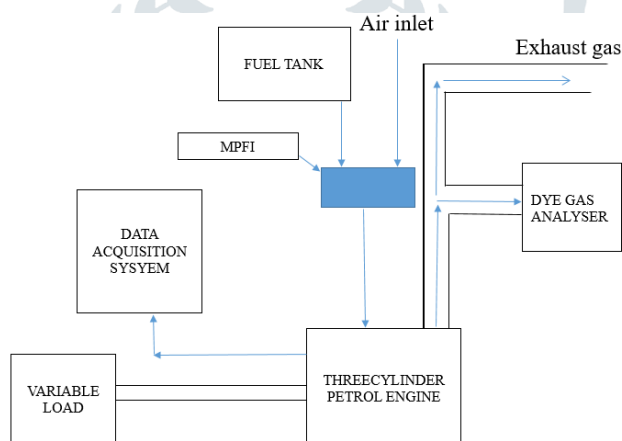 Air inlet
Exhaust gas
FUEL TANK
MPFI
DYE GAS
ANALYSER
DATA
ACQUISITION
SYSYEM
THREECYLINDER
PETROL ENGINE
VARIABLE
LOAD